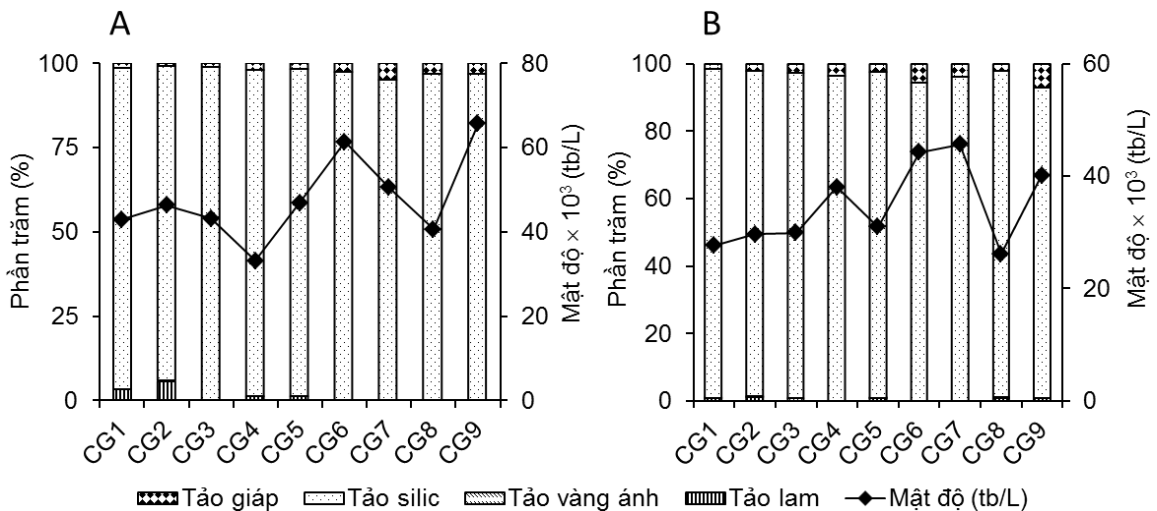 A
B
Phần trăm (%)
100
75
50
25
0
80
60
40
20
0
Mật độ × 10³ (tb/L)
CG1 CG2 CG3 CG4 CG5 CG6 CG7 CG8 CG9
Phần trăm (%)
100
80
60
40
20
0
60
40
20
0
Mật độ × 10³ (tb/L)
CG1 CG2 CG3 CG4 CG5 CG6 CG7 CG8 CG9
Tảo giáp Tảo silic Tảo vàng ánh Tảo lam Mật độ (tb/L)